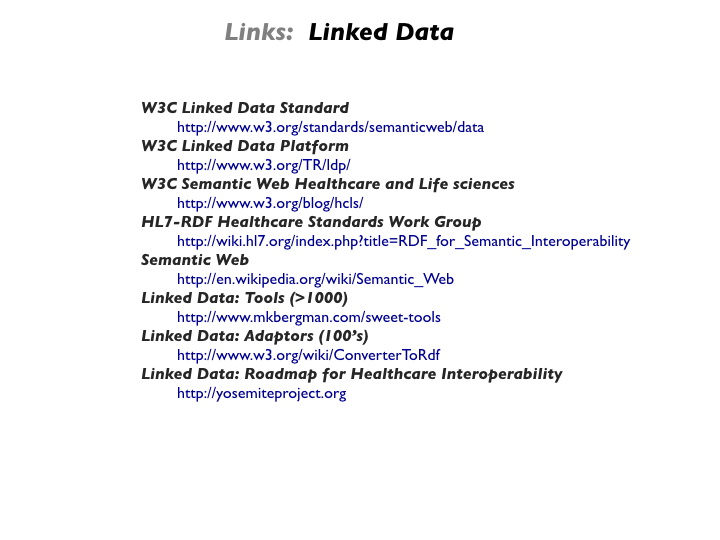 Links: Linked Data
W3C Linked Data Standard
http://www.w3.org/standards/semanticweb/data
W3C Linked Data Platform
http://www.w3.org/TR/ldp/
W3C Semantic Web Healthcare and Life sciences
http://www.w3.org/blog/hcls/
HL7-RDF Healthcare Standards Work Group
http://wiki.hl7.org/index.php?title=RDF_for_Semantic_Interoperability
Semantic Web
http://en.wikipedia.org/wiki/Semantic_Web
Linked Data: Tools (>1000)
http://www.mkbergman.com/sweet-tools
Linked Data: Adaptors (100's)
http://www.w3.org/wiki/ConverterToRdf
Linked Data: Roadmap for Healthcare Interoperability
http://yosemiteproject.org